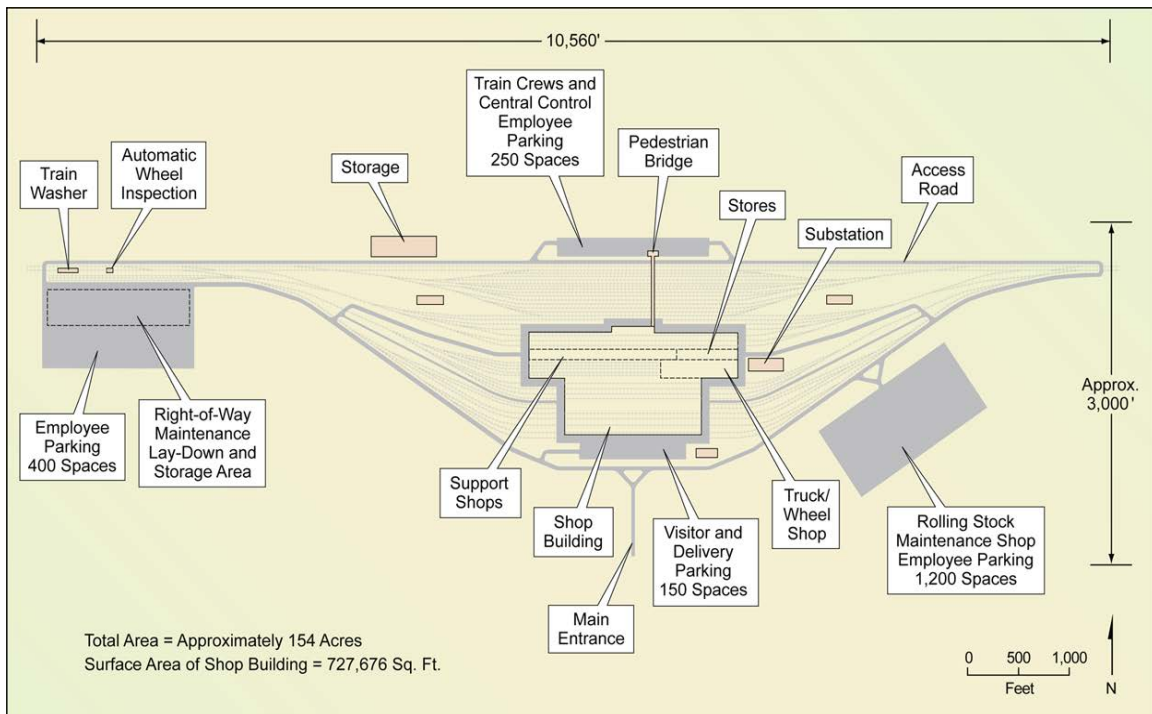 10,560'
Train Crews and
Central Control
Employee
Parking
250 Spaces
Pedestrian
Bridge
Automatic
Wheel
Inspection
Train
Washer
Storage
Access
Road
Stores
Substation
Approx.
3,000'
Employee
Parking
400 Spaces
Right-of-Way
Maintenance
Lay-Down and
Storage Area
Support
Shops
Shop
Building
Visitor and
Delivery
Parking
150 Spaces
Truck/
Wheel
Shop
Rolling Stock
Maintenance Shop
Employee Parking
1,200 Spaces
Main
Entrance
Total Area = Approximately 154 Acres
Surface Area of Shop Building = 727,676 Sq. Ft.
0 500 1,000
Feet
N